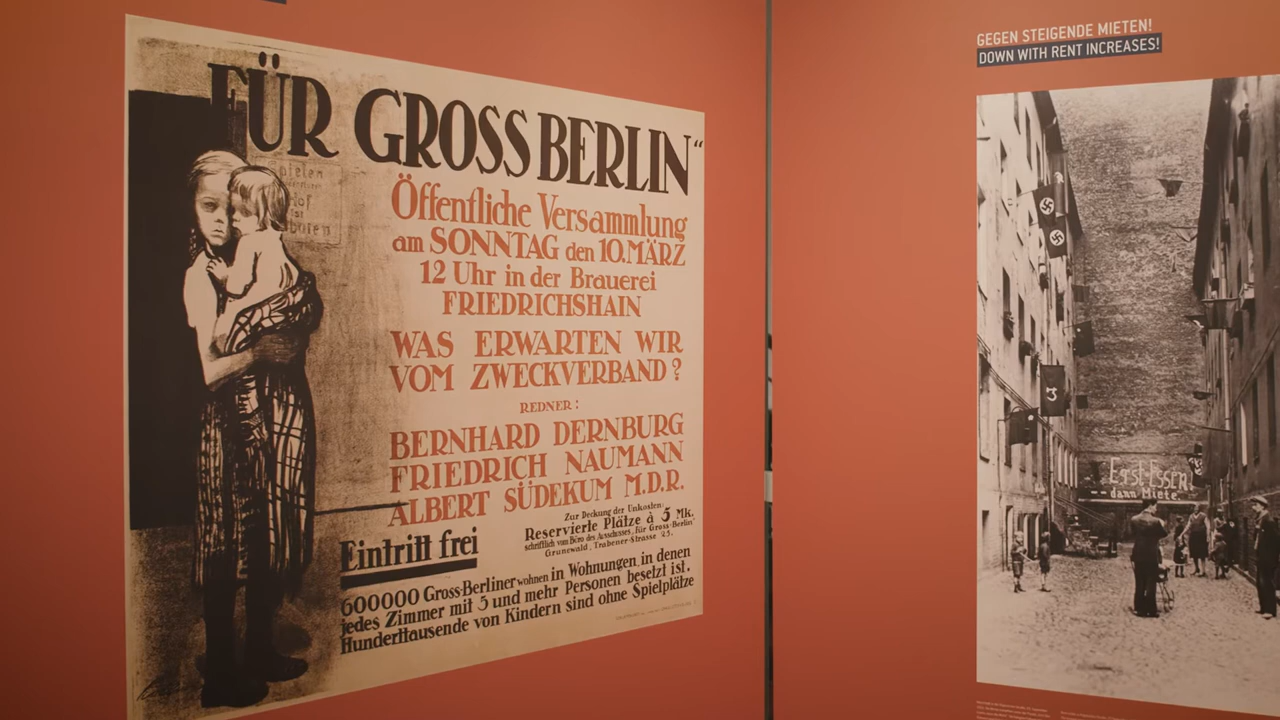 FÜR GROSS BERLIN“
Öffentliche Versammlung
am SONNTAG den 10. MÄRZ
12 Uhr in der Brauerei
FRIEDRICHSHAIN
WAS ERWARTEN WIR
VOM ZWECKVERBAND?
REDNER:
BERNHARD DERNBURG
FRIEDRICH NAUMANN
ALBERT SÜDEKUM M.D.R.
Eintritt frei
Zur Deckung der Unkosten:
Reservierte Plätze à 5 Mk.
schriftlich vom Büro des Ausschusses „für Gross-Berlin“
Grunewald, Trabener-Strasse 25.
600000 Gross-Berliner wohnen in Wohnungen, in denen
jedes Zimmer mit 5 und mehr Personen besetzt ist.
Hunderttausende von Kindern sind ohne Spielplätze
GEGEN STEIGENDE MIETEN!
DOWN WITH RENT INCREASES!
Erst Essen
dann Miete.